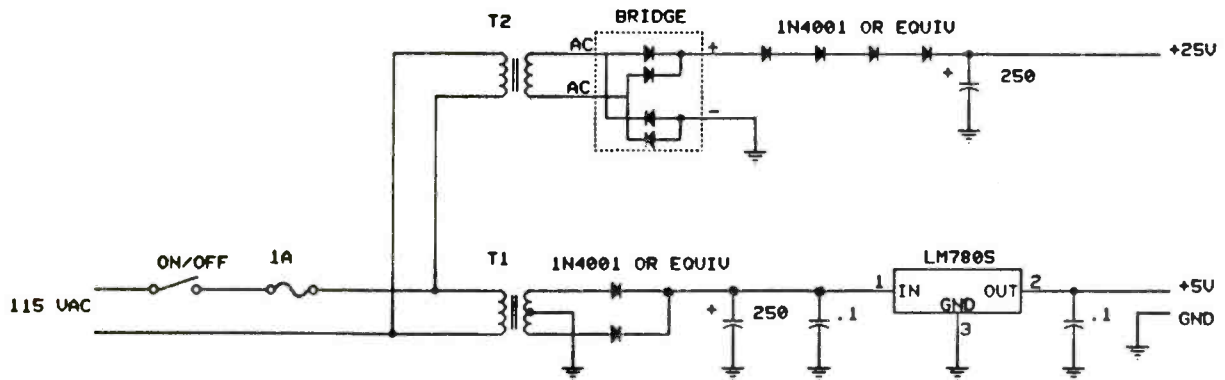 BRIDGE
T2
1N4001 OR EQUIV
AC
+
+25V
+
250
AC
-
ON/OFF
1A
T1
1N4001 OR EQUIV
LM7805
1
IN
OUT
2
+5V
115 VAC
+
250
.1
GND
3
.1
GND